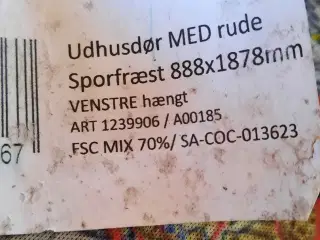 Udhusdør MED rude
Sporfræst 888x1878mm
VENSTRE hængt
ART 1239906 / A00185
FSC MIX 70%/ SA-COC-013623
67